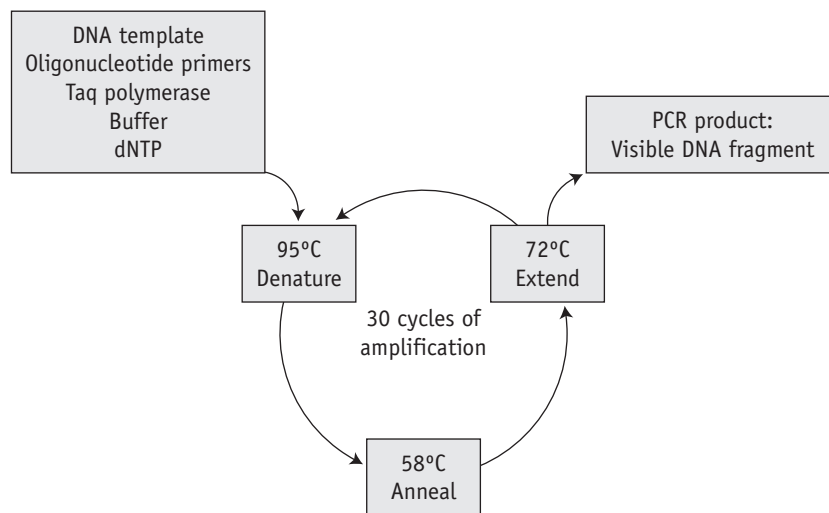 DNA template
Oligonucleotide primers
Taq polymerase
Buffer
dNTP
PCR product:
Visible DNA fragment
95ºC
Denature
72ºC
Extend
30 cycles of
amplification
58ºC
Anneal